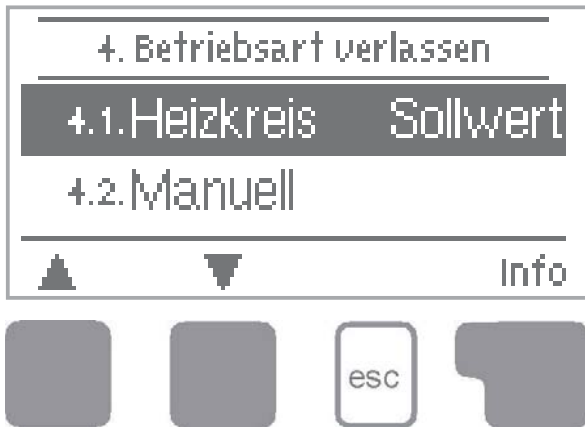 4. Betriebsart verlassen
4.1. Heizkreis Sollwert
4.2. Manuell
Info
esc